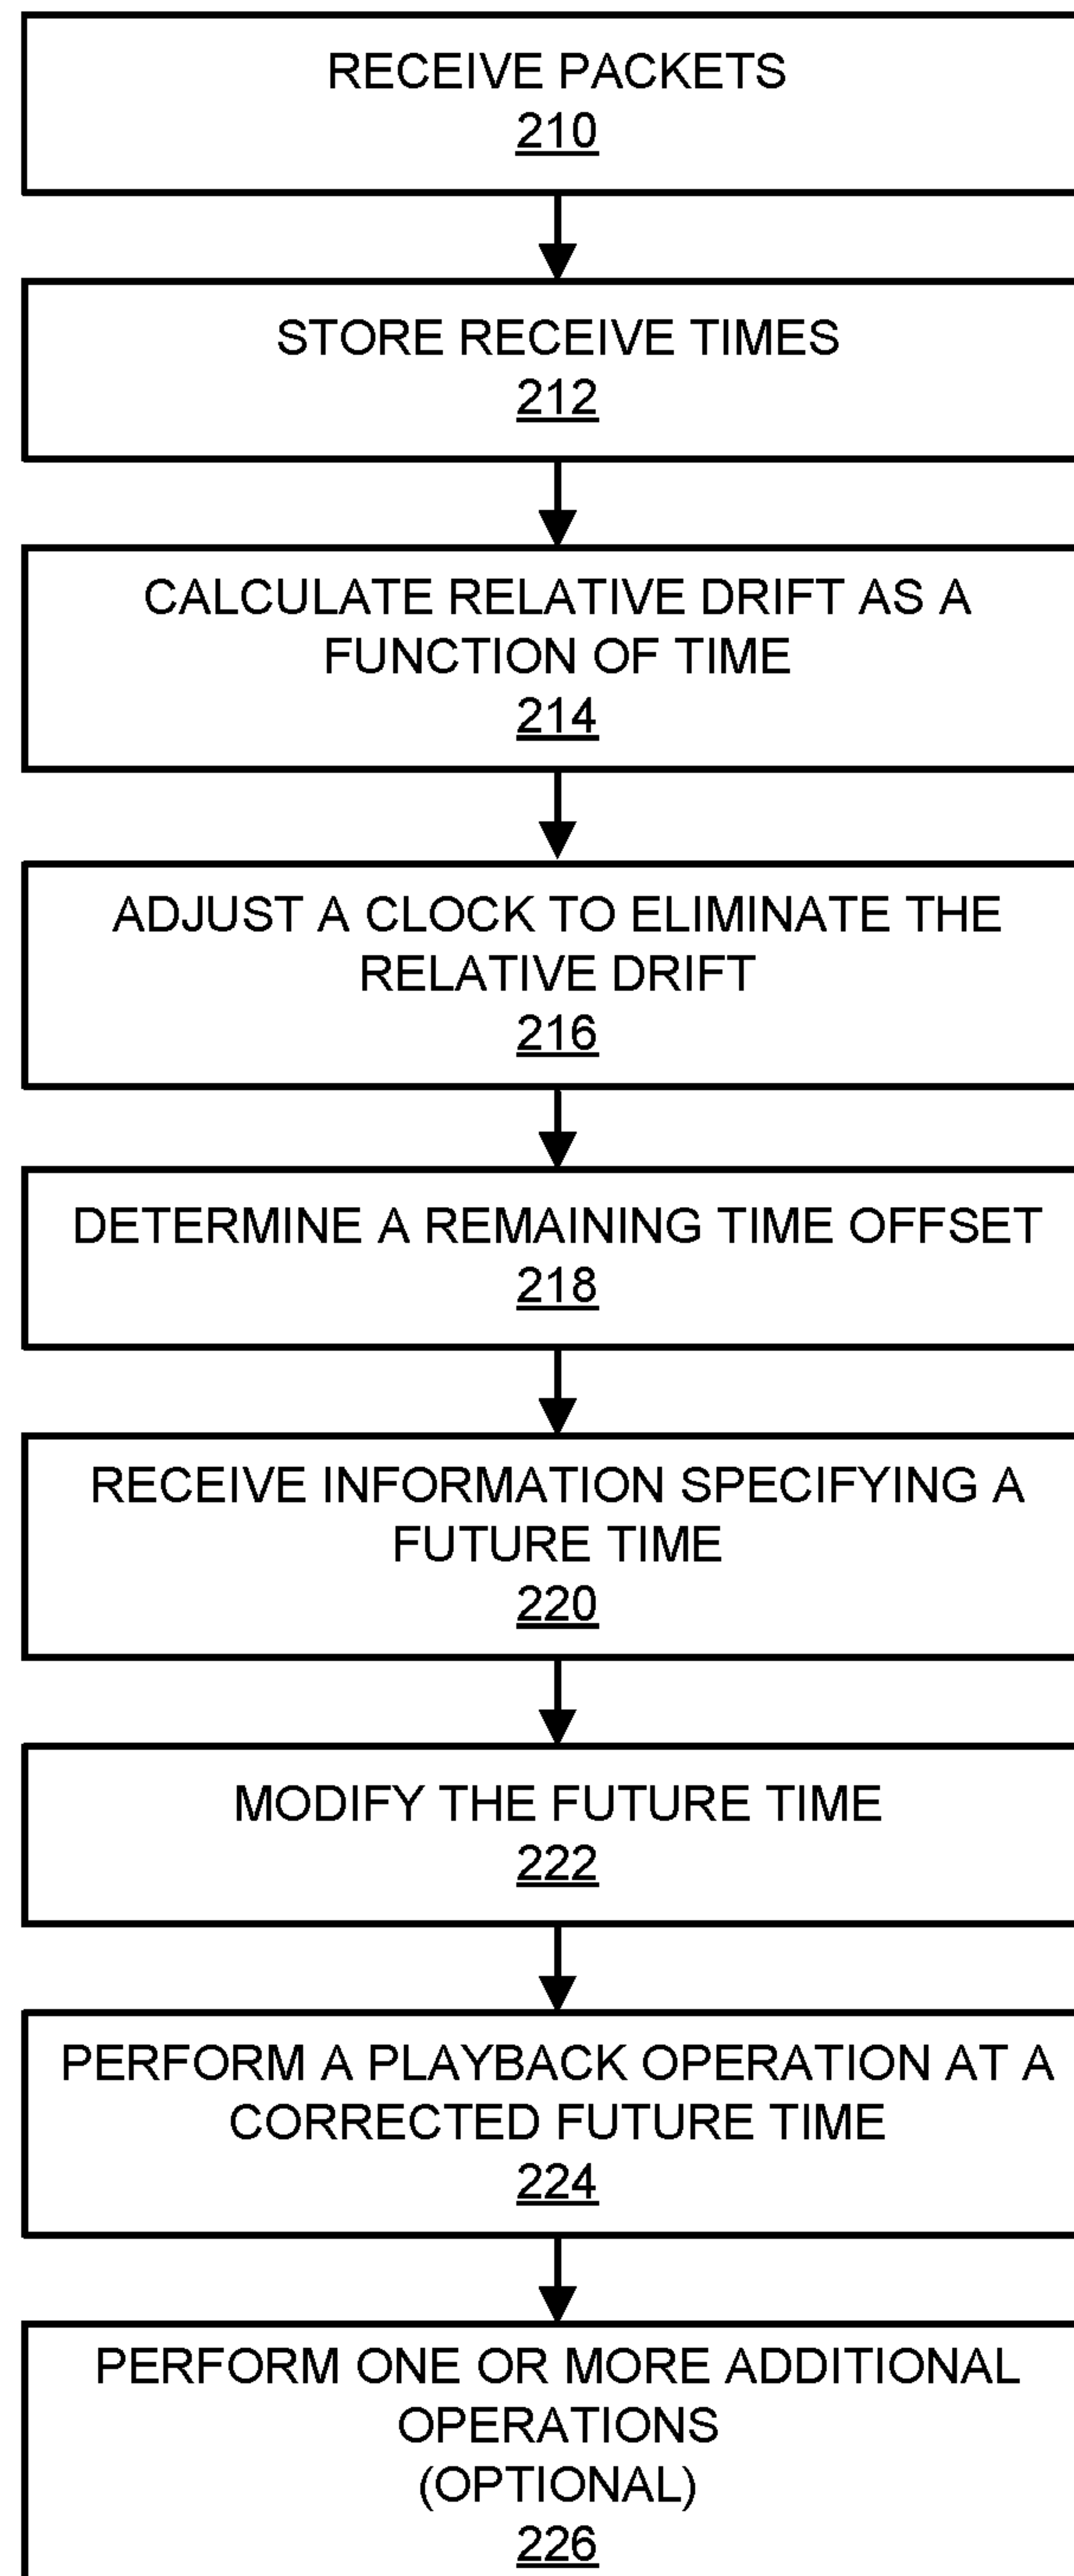 RECEIVE PACKETS
210
STORE RECEIVE TIMES
212
CALCULATE RELATIVE DRIFT AS A
FUNCTION OF TIME
214
ADJUST A CLOCK TO ELIMINATE THE
RELATIVE DRIFT
216
DETERMINE A REMAINING TIME OFFSET
218
RECEIVE INFORMATION SPECIFYING A
FUTURE TIME
220
MODIFY THE FUTURE TIME
222
PERFORM A PLAYBACK OPERATION AT A
CORRECTED FUTURE TIME
224
PERFORM ONE OR MORE ADDITIONAL
OPERATIONS
(OPTIONAL)
226